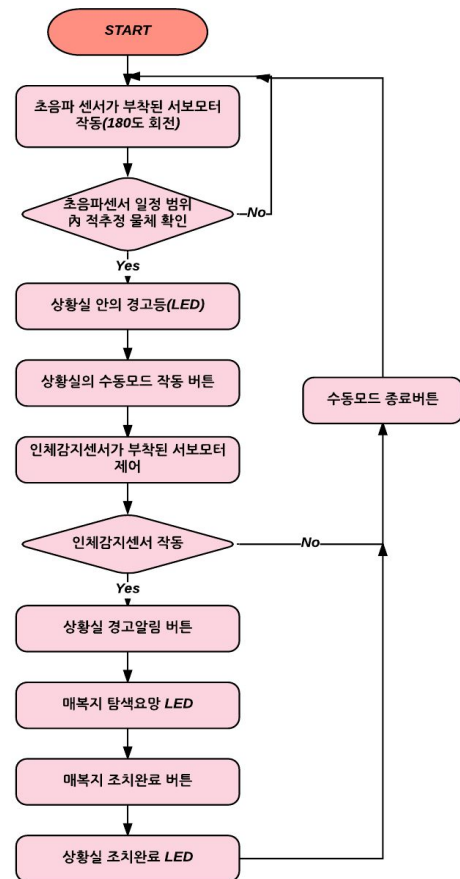 START
초음파 센서가 부착된 서보모터
작동(180도 회전)
초음파센서 일정 범위
內 적추정 물체 확인
No
Yes
상황실 안의 경고등(LED)
상황실의 수동모드 작동 버튼
수동모드 종료버튼
인체감지센서가 부착된 서보모터
제어
인체감지센서 작동
No
Yes
상황실 경고알림 버튼
매복지 탐색요망 LED
매복지 조치완료 버튼
상황실 조치완료 LED